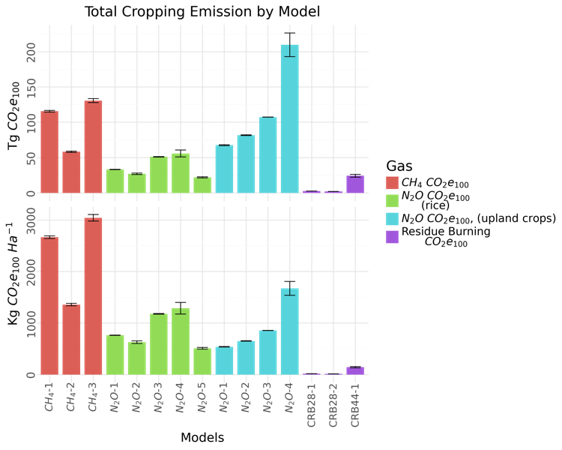 Total Cropping Emission by Model
Tg CO₂e₁₀₀
200
150
100
50
0
Kg CO₂e₁₀₀ Ha⁻¹
3000
2000
1000
0
CH₄-1
CH₄-2
CH₄-3
N₂O-1
N₂O-2
N₂O-3
N₂O-4
N₂O-5
N₂O-1
N₂O-2
N₂O-3
N₂O-4
CRB28-1
CRB28-2
CRB44-1
Models
Gas
CH₄ CO₂e₁₀₀
N₂O CO₂e₁₀₀
(rice)
N₂O CO₂e₁₀₀, (upland crops)
Residue Burning
CO₂e₁₀₀